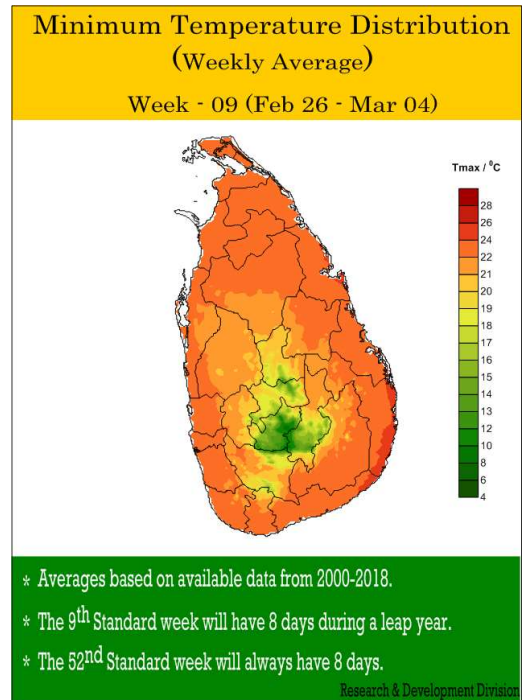 Minimum Temperature Distribution
(Weekly Average)
Week - 09 (Feb 26 - Mar 04)
Tmax / ⁰C
28
26
24
22
21
20
19
18
17
16
15
14
13
12
10
8
6
4
* Averages based on available data from 2000-2018.
* The 9th Standard week will have 8 days during a leap year.
* The 52nd Standard week will always have 8 days.
Research & Development Division